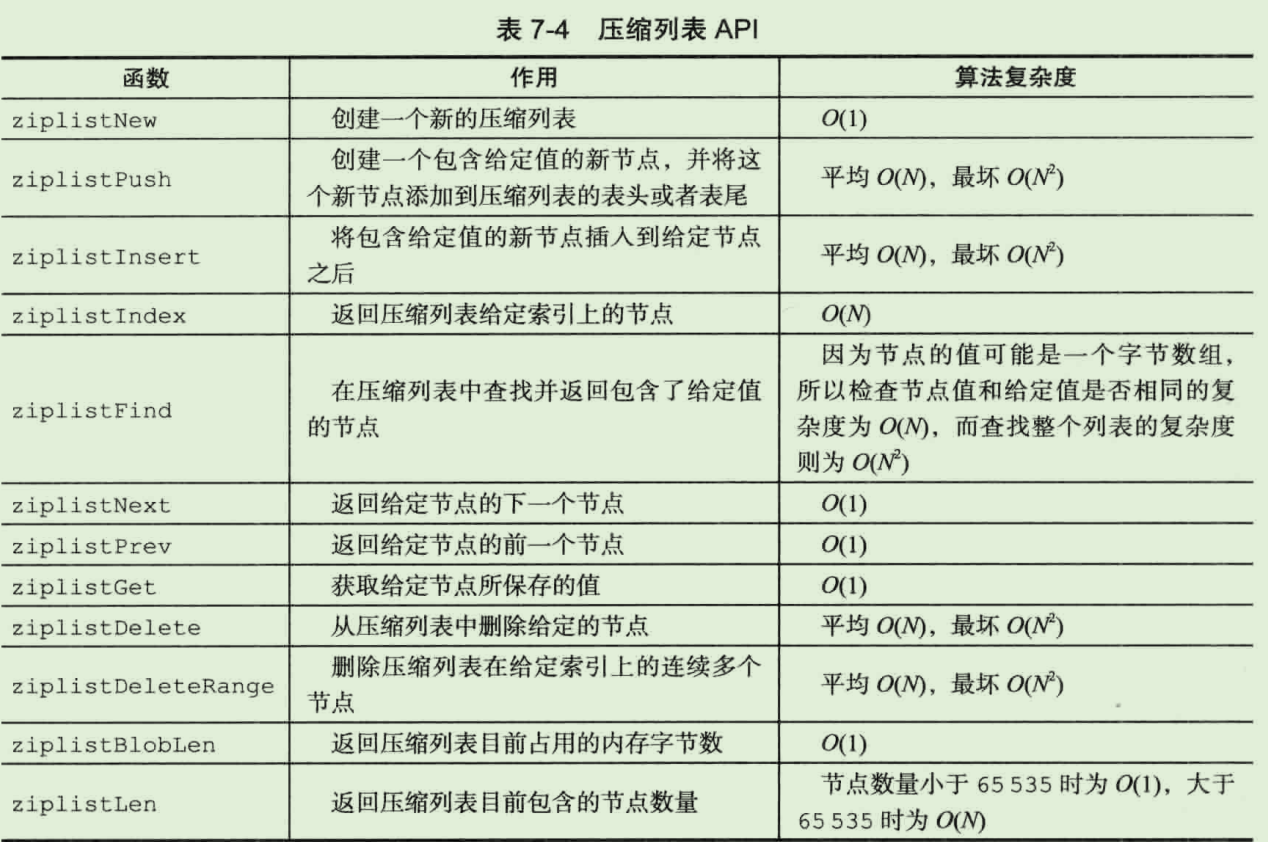 表 7-4 压缩列表 API
函数 作用 算法复杂度
ziplistNew 创建一个新的压缩列表 O(1)
ziplistPush 创建一个包含给定值的新节点，并将这个新节点添加到压缩列表的表头或者表尾 平均 O(N)，最坏 O(N²)
ziplistInsert 将包含给定值的新节点插入到给定节点之后 平均 O(N)，最坏 O(N²)
ziplistIndex 返回压缩列表给定索引上的节点 O(N)
ziplistFind 在压缩列表中查找并返回包含了给定值的节点 因为节点的值可能是一个字节数组，所以检查节点值和给定值是否相同的复杂度为 O(N)，而查找整个列表的复杂度则为 O(N²)
ziplistNext 返回给定节点的下一个节点 O(1)
ziplistPrev 返回给定节点的前一个节点 O(1)
ziplistGet 获取给定节点所保存的值 O(1)
ziplistDelete 从压缩列表中删除给定的节点 平均 O(N)，最坏 O(N²)
ziplistDeleteRange 删除压缩列表在给定索引上的连续多个节点 平均 O(N)，最坏 O(N²)
ziplistBlobLen 返回压缩列表目前占用的内存字节数 O(1)
ziplistLen 返回压缩列表目前包含的节点数量 节点数量小于 65 535 时为 O(1)，大于 65 535 时为 O(N)